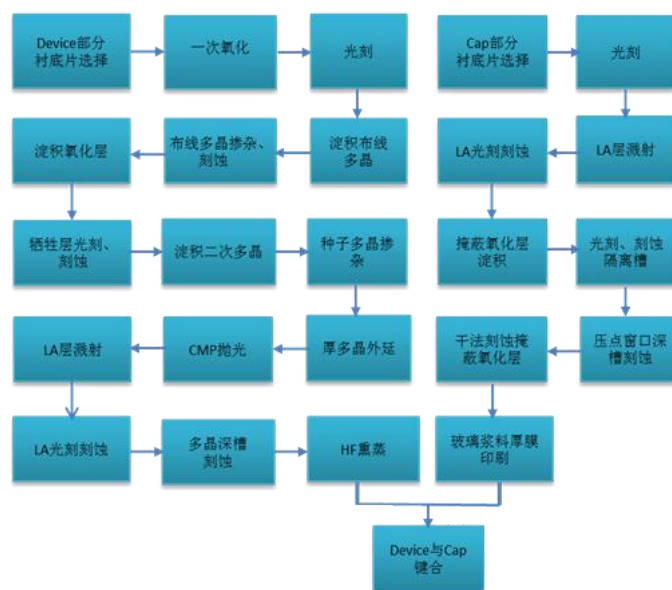 Device部分
衬底片选择
一次氧化
光刻
淀积布线
多晶
布线多晶掺杂、
刻蚀
淀积氧化层
牺牲层光刻、
刻蚀
淀积二次多晶
种子多晶掺
杂
厚多晶外延
CMP抛光
LA层溅射
LA光刻刻蚀
多晶深槽
刻蚀
HF熏蒸
Cap部分
衬底片选择
光刻
LA层溅射
LA光刻刻蚀
掩蔽氧化层
淀积
光刻、刻蚀
隔离槽
压点窗口深
槽刻蚀
干法刻蚀掩
蔽氧化层
玻璃浆料厚膜
印刷
Device与Cap
键合